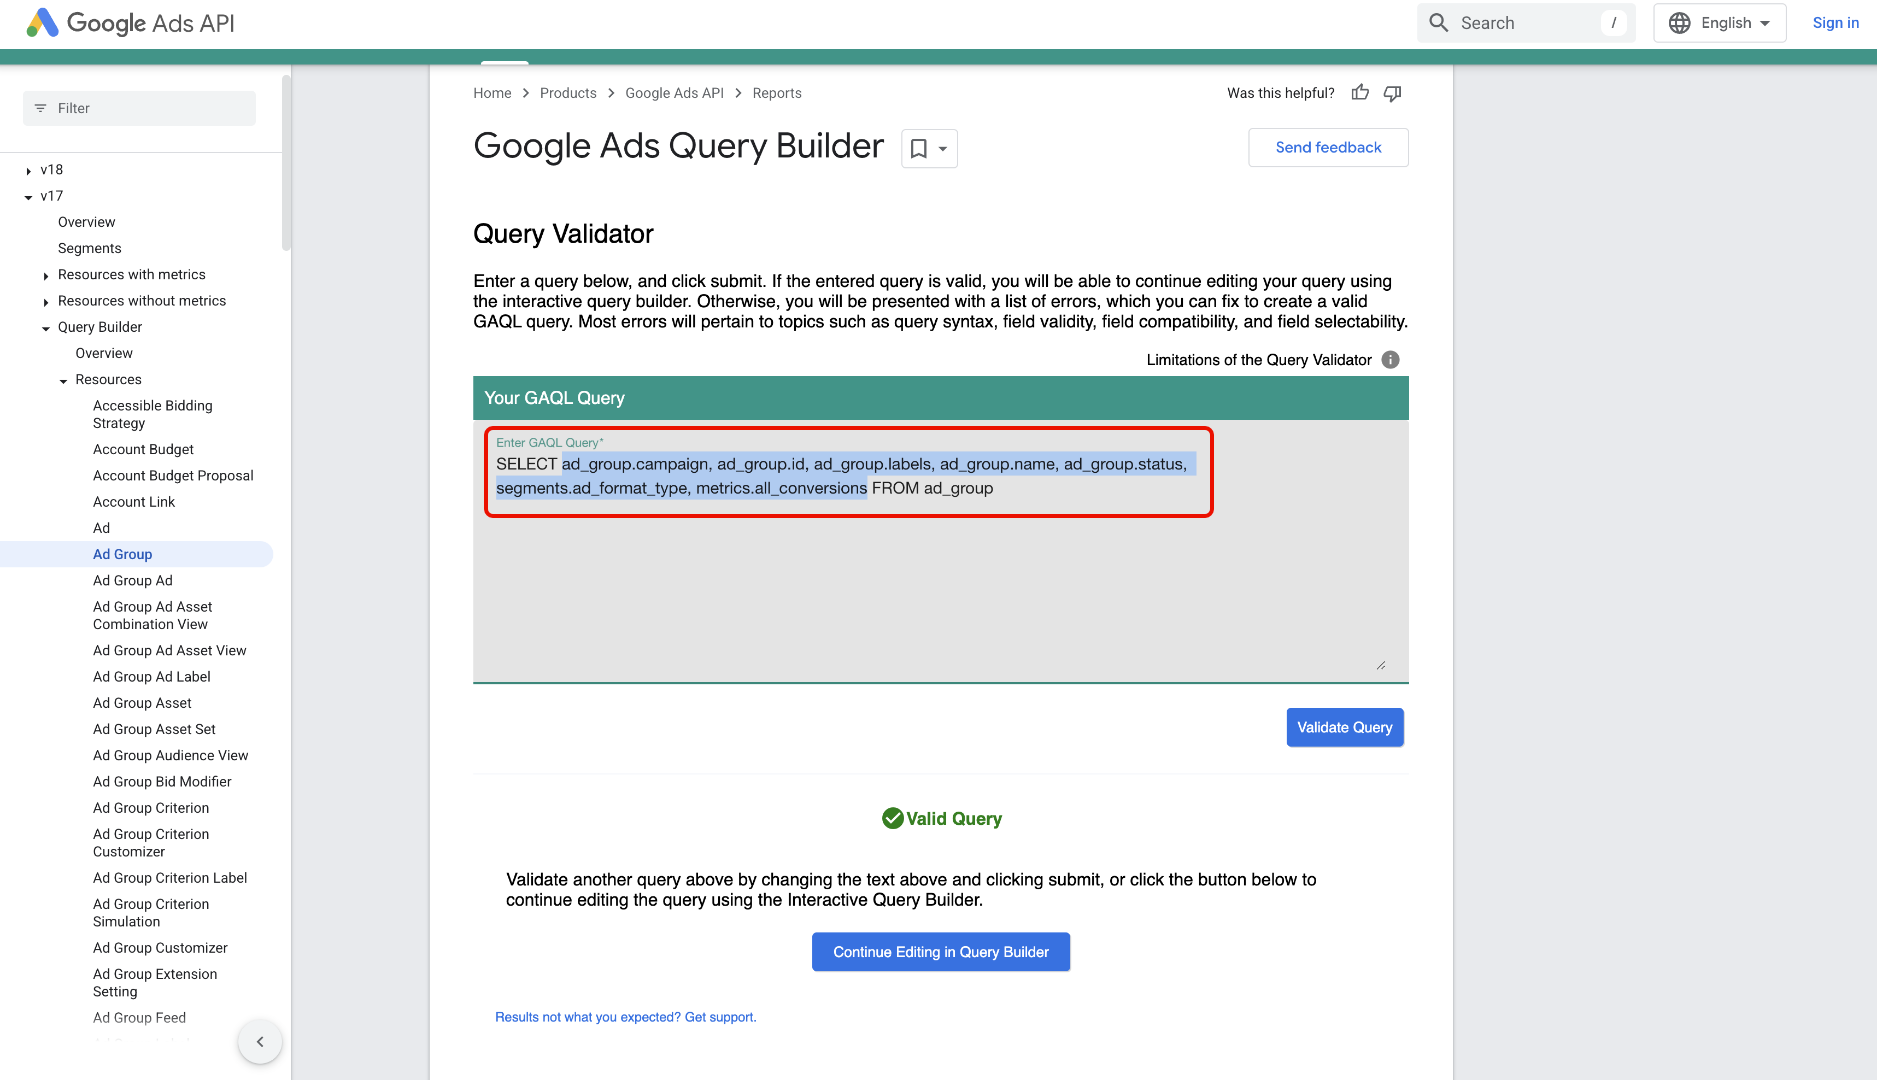 Google Ads API
Search
/
English
Sign in
Filter
v18
v17
Overview
Segments
Resources with metrics
Resources without metrics
Query Builder
Overview
Resources
Accessible Bidding
Strategy
Account Budget
Account Budget Proposal
Account Link
Ad
Ad Group
Ad Group Ad
Ad Group Ad Asset
Combination View
Ad Group Ad Asset View
Ad Group Ad Label
Ad Group Asset
Ad Group Asset Set
Ad Group Audience View
Ad Group Bid Modifier
Ad Group Criterion
Ad Group Criterion
Customizer
Ad Group Criterion Label
Ad Group Criterion
Simulation
Ad Group Customizer
Ad Group Extension
Setting
Ad Group Feed
Home > Products > Google Ads API > Reports
Was this helpful?
Google Ads Query Builder
Send feedback
Query Validator
Enter a query below, and click submit. If the entered query is valid, you will be able to continue editing your query using
the interactive query builder. Otherwise, you will be presented with a list of errors, which you can fix to create a valid
GAQL query. Most errors will pertain to topics such as query syntax, field validity, field compatibility, and field selectability.
Limitations of the Query Validator
Your GAQL Query
Enter GAQL Query*
SELECT ad_group.campaign, ad_group.id, ad_group.labels, ad_group.name, ad_group.status,
segments.ad_format_type, metrics.all_conversions FROM ad_group
Validate Query
Valid Query
Validate another query above by changing the text above and clicking submit, or click the button below to
continue editing the query using the Interactive Query Builder.
Continue Editing in Query Builder
Results not what you expected? Get support.